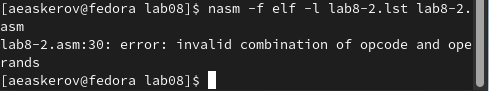 [aeaskerov@fedora lab08]$ nasm -f elf -l lab8-2.lst lab8-2.
asm
lab8-2.asm:30: error: invalid combination of opcode and ope
rands
[aeaskerov@fedora lab08]$